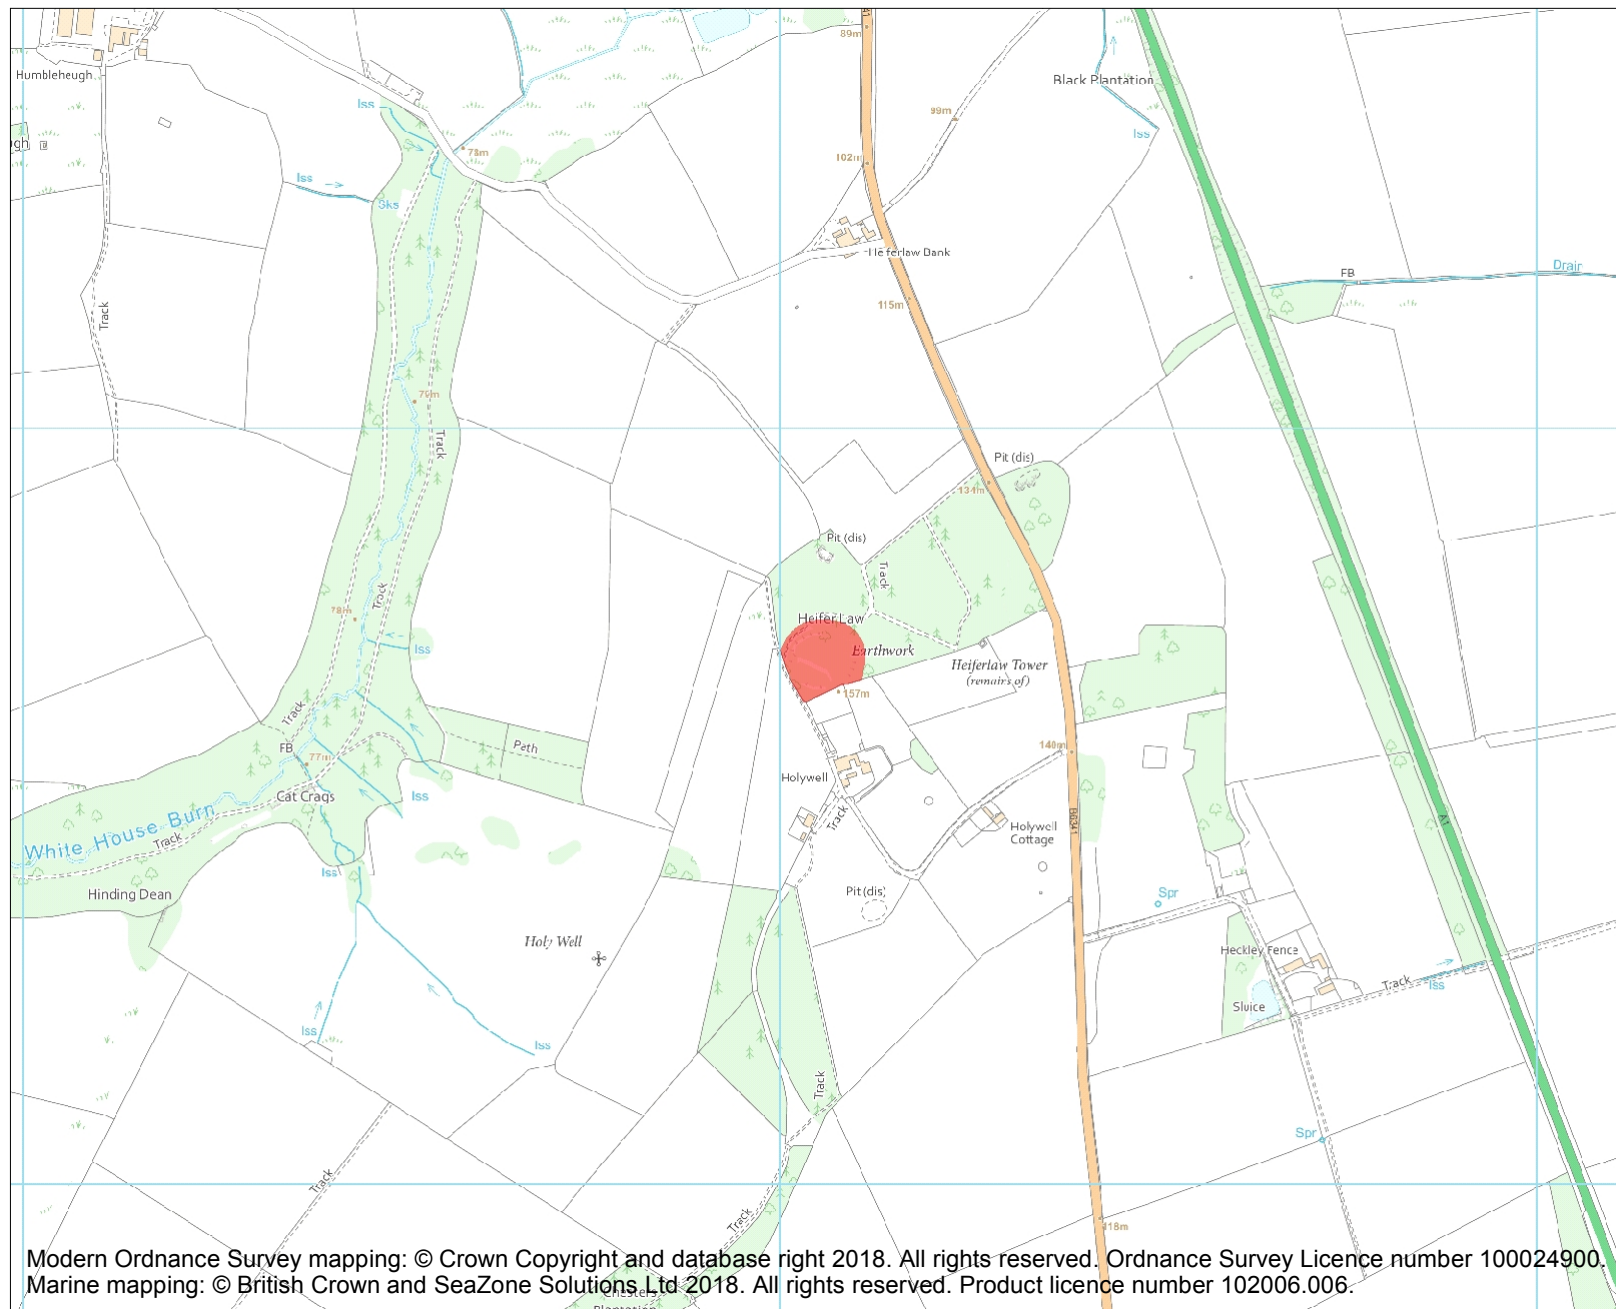 89m
Humbleheugh
Iss
Black Plantation
99m
Iss
102m
Iss
Sks
Heiferlaw Bank
FB
Drain
115m
Track
79m
Track
Pit (dis)
134m
Pit (dis)
Track
Track
78m
Heifer Law
Iss
Earthwork
Heiferlaw Tower
(remains of)
157m
Track
FB
Peth
140m
77m
Holywell
Cat Crags
Iss
Track
B6341
A1
White House Burn
Holywell
Cottage
Track
Iss
Hinding Dean
Pit (dis)
Spr
Holy Well
Heckley Fence
Track
Iss
Sluice
Iss
Iss
Track
Spr
Track
Track
118m
Modern Ordnance Survey mapping: © Crown Copyright and database right 2018. All rights reserved. Ordnance Survey Licence number 100024900.
Marine mapping: © British Crown and SeaZone Solutions Ltd 2018. All rights reserved. Product licence number 102006.006.
Chesters
Plantation